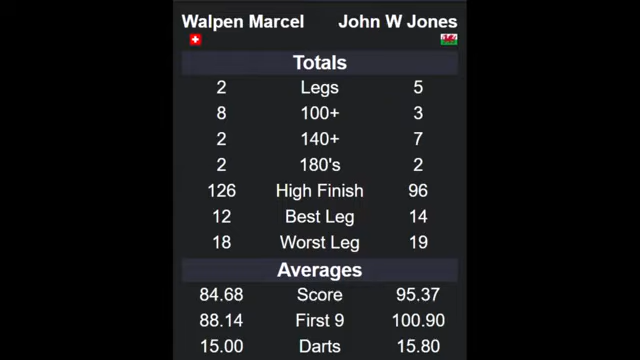 Walpen Marcel John W Jones
Totals
2 Legs 5
8 100+ 3
2 140+ 7
2 180's 2
126 High Finish 96
12 Best Leg 14
18 Worst Leg 19
Averages
84.68 Score 95.37
88.14 First 9 100.90
15.00 Darts 15.80